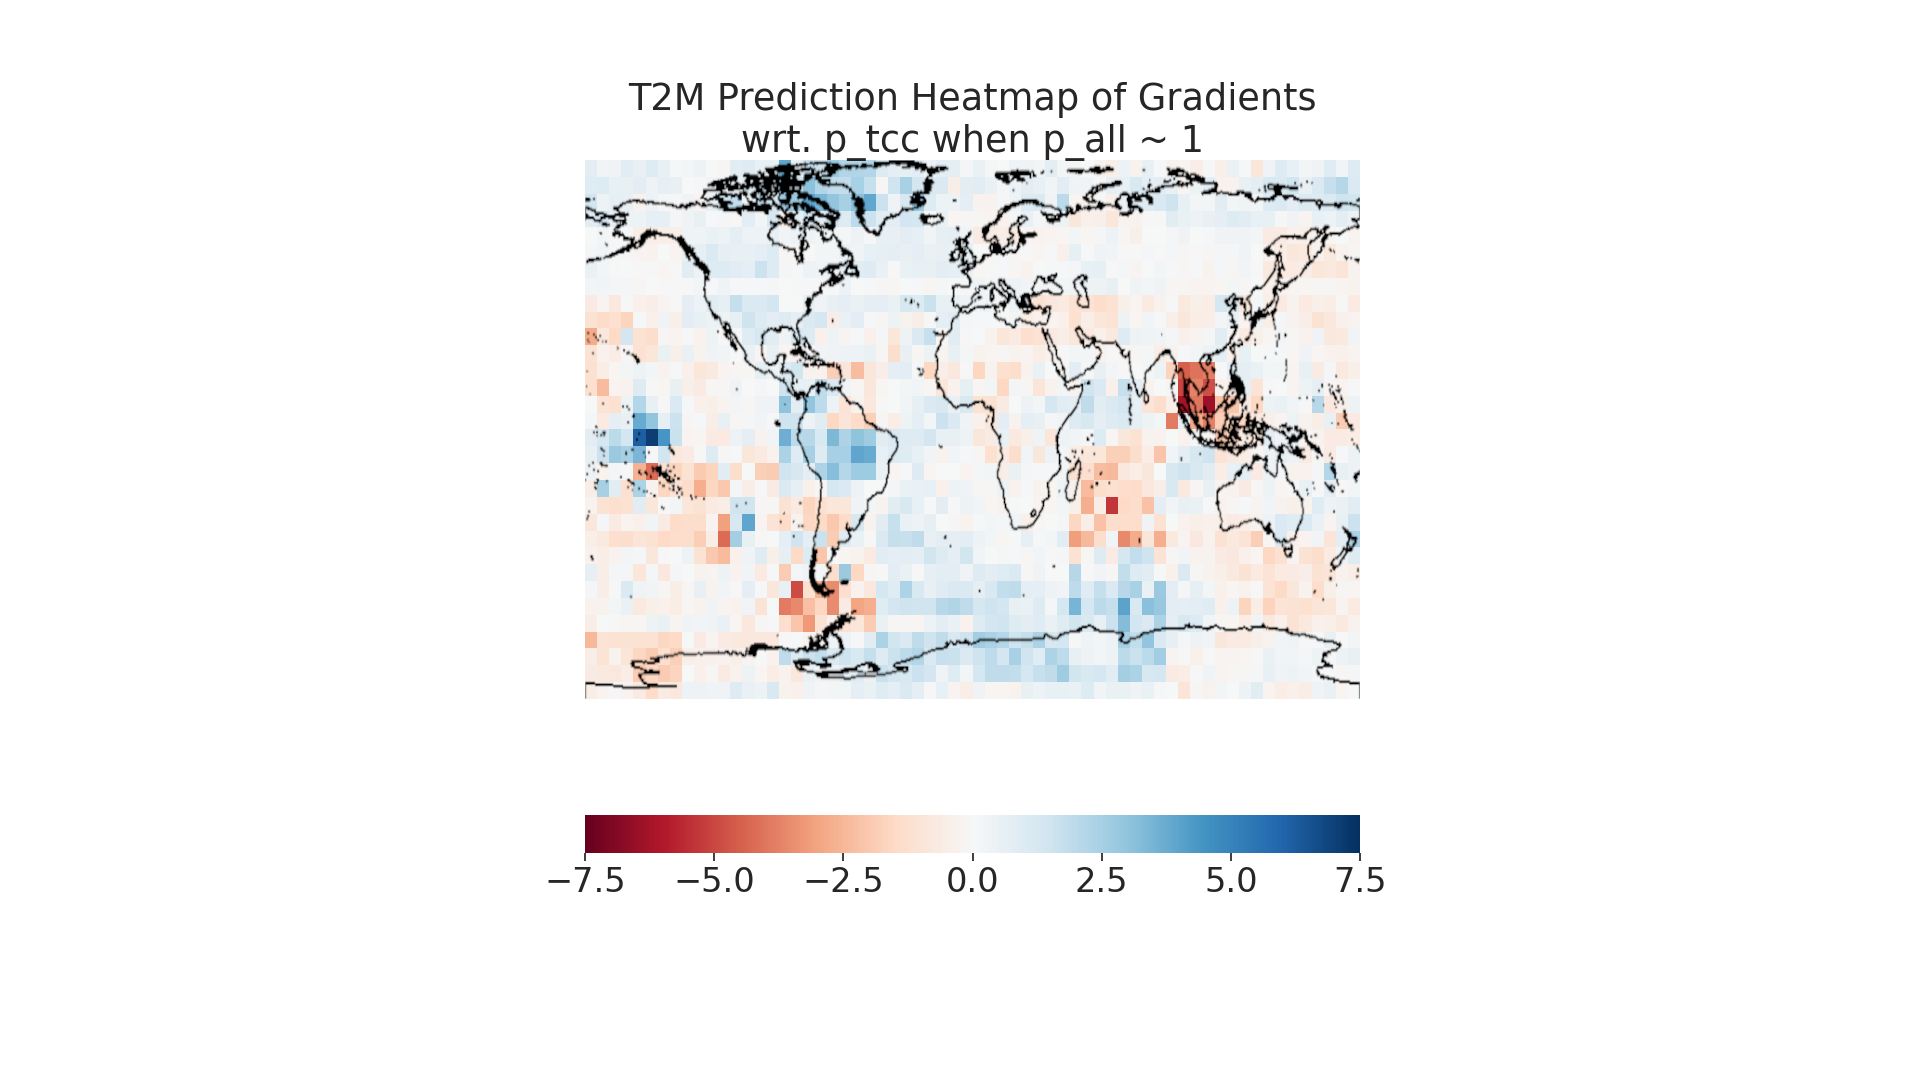 T2M Prediction Heatmap of Gradients
wrt. p_tcc when p_all ~ 1
−7.5 −5.0 −2.5 0.0 2.5 5.0 7.5